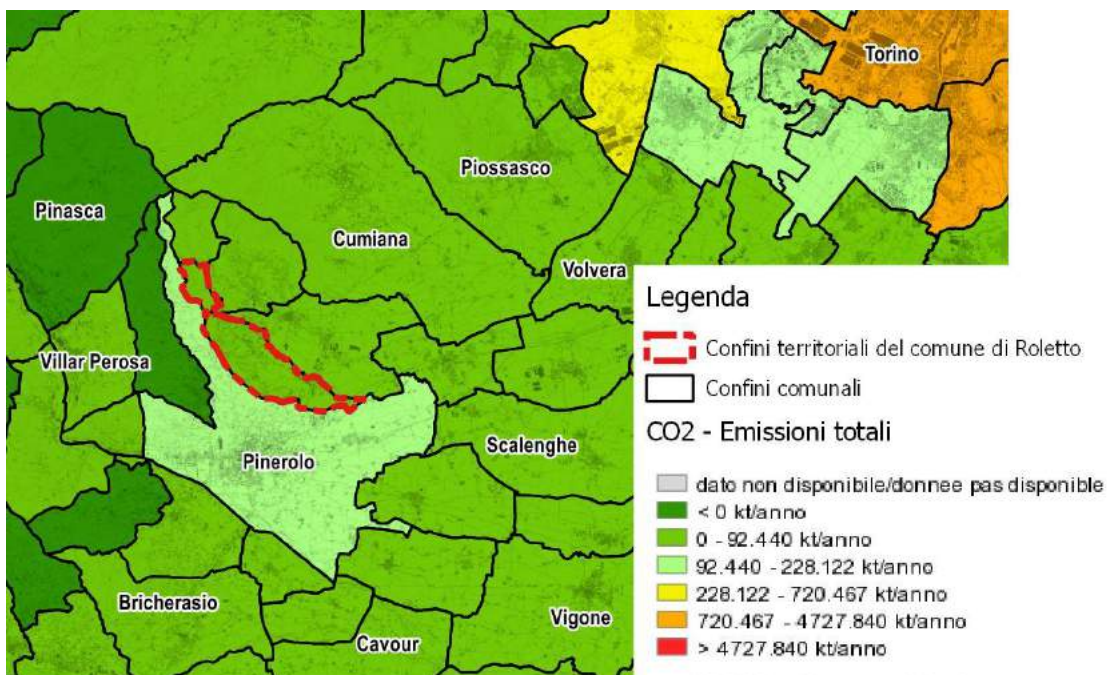 Torino
Piossasco
Pinasca
Cumiana
Volvera
Villar Perosa
Scalenghe
Pinerolo
Bricherasio
Vigone
Cavour
Legenda
Confini territoriali del comune di Roletto
Confini comunali
CO2 - Emissioni totali
dato non disponibile/donnee pas disponible
< 0 kt/anno
0 - 92.440 kt/anno
92.440 - 228.122 kt/anno
228.122 - 720.467 kt/anno
720.467 - 4727.840 kt/anno
> 4727.840 kt/anno